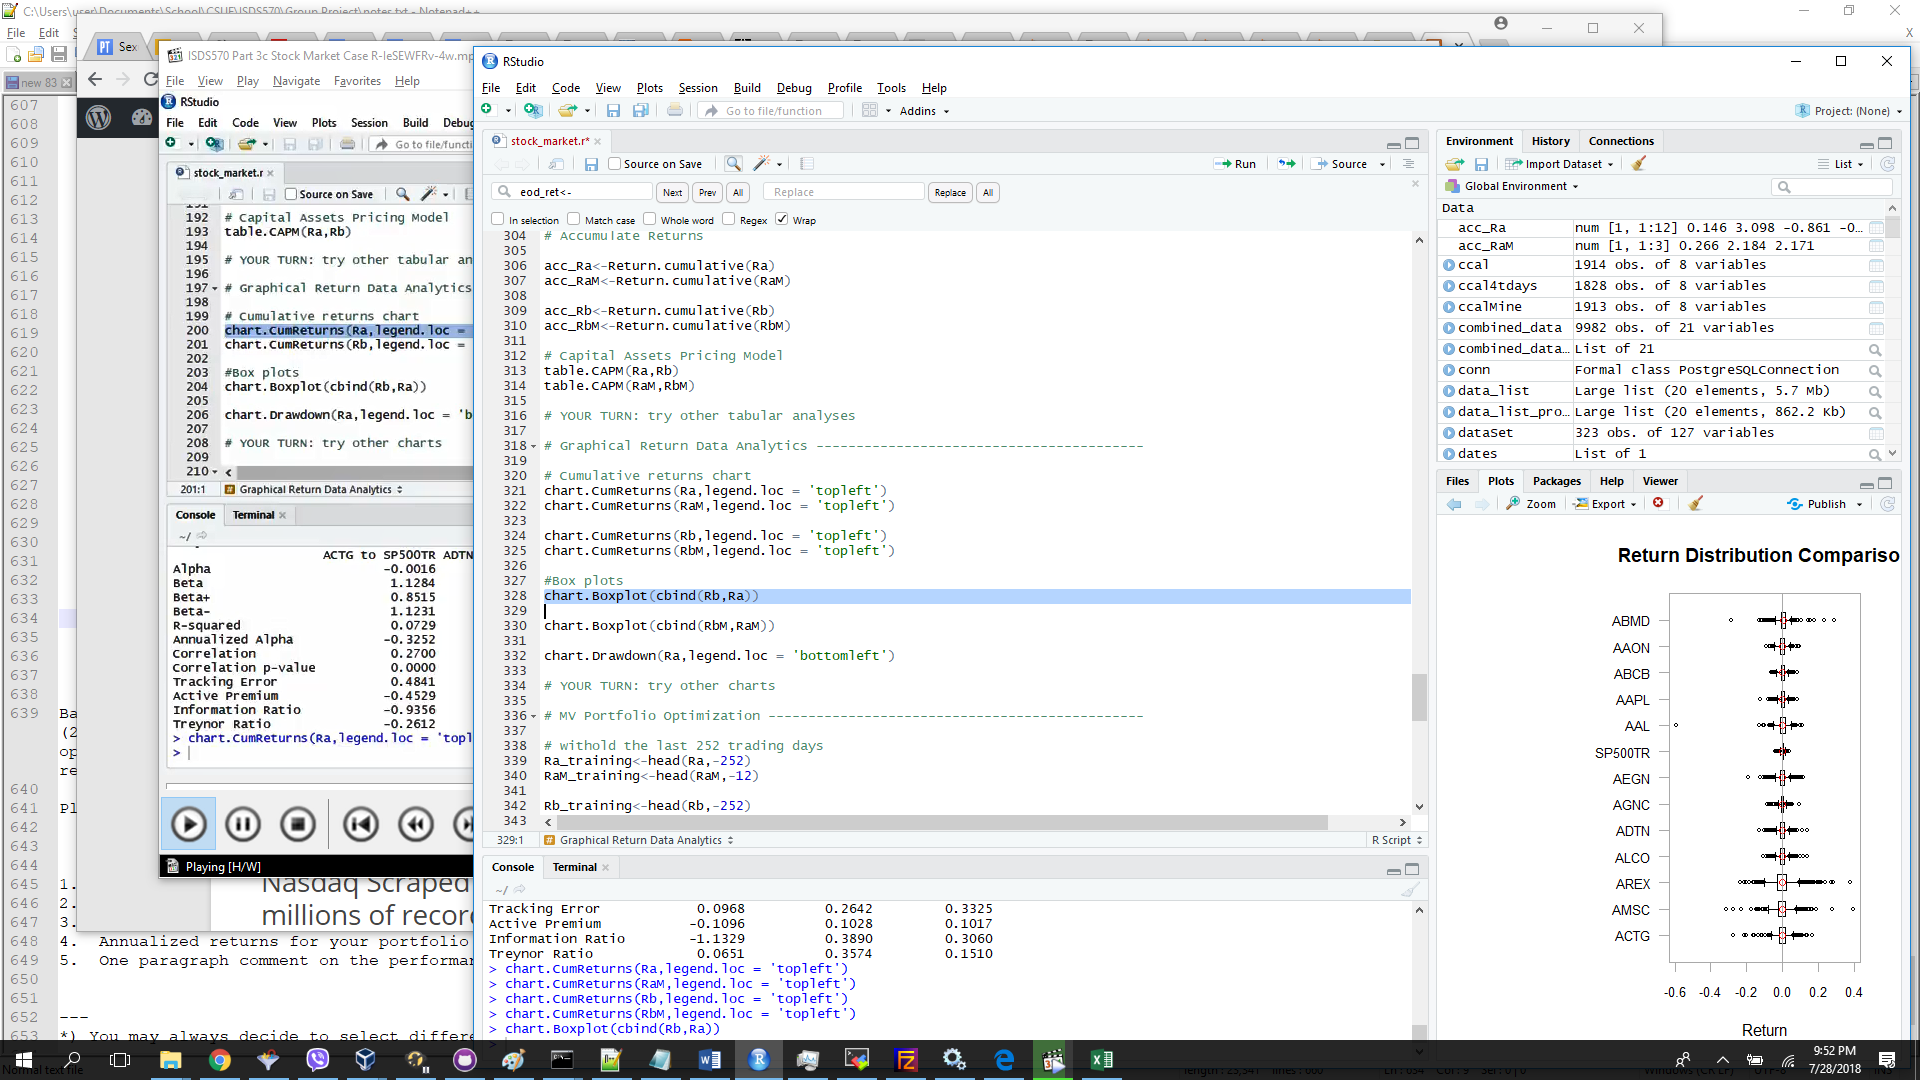 C:\Users\user\Documents\School\CSUF\ISDS570\Group Project\notes.txt - Notepad++
File Edit
new 83
607
608
609
610
611
612
613
614
615
616
617
618
619
620
621
622
623
624
625
626
627
628
629
630
631
632
633
634
635
636
637
638
639 Ba
(2
op
re
640
641 Pl
642
643
644
645 1.
646 2.
647 3.
648 4. Annualized returns for your portfolio
649 5. One paragraph comment on the performan
650
651
652 ---
653 *) You may always decide to select differe
Normal text file
PT Sex
Nasdaq Scraped
millions of record
ISDS570 Part 3c Stock Market Case R-IeSEWFRv-4w.mp
File View Play Navigate Favorites Help
RStudio
File Edit Code View Plots Session Build Debug
Go to file/functi
stock_market.r
Source on Save
192 # Capital Assets Pricing Model
193 table.CAPM(Ra,Rb)
194
195 # YOUR TURN: try other tabular an
196
197 # Graphical Return Data Analytics
198
199 # Cumulative returns chart
200 chart.CumReturns(Ra,legend.loc =
201 chart.CumReturns(Rb,legend.loc =
202
203 #Box plots
204 chart.Boxplot(cbind(Rb,Ra))
205
206 chart.Drawdown(Ra,legend.loc = 'b
207
208 # YOUR TURN: try other charts
209
210
201:1 # Graphical Return Data Analytics
Console Terminal
~/
ACTG to SP500TR ADTN
Alpha -0.0016
Beta 1.1284
Beta+ 0.8515
Beta- 1.1231
R-squared 0.0729
Annualized Alpha -0.3252
Correlation 0.2700
Correlation p-value 0.0000
Tracking Error 0.4841
Active Premium -0.4529
Information Ratio -0.9356
Treynor Ratio -0.2612
> chart.CumReturns(Ra,legend.loc = 'topl
>
Playing [H/W]
RStudio
File Edit Code View Plots Session Build Debug Profile Tools Help
Go to file/function Addins
Project: (None)
stock_market.r*
Source on Save Run Source
eod_ret<- Next Prev All Replace Replace All
In selection Match case Whole word Regex Wrap
304 # Accumulate Returns
305
306 acc_Ra<-Return.cumulative(Ra)
307 acc_RaM<-Return.cumulative(RaM)
308
309 acc_Rb<-Return.cumulative(Rb)
310 acc_RbM<-Return.cumulative(RbM)
311
312 # Capital Assets Pricing Model
313 table.CAPM(Ra,Rb)
314 table.CAPM(RaM,RbM)
315
316 # YOUR TURN: try other tabular analyses
317
318 # Graphical Return Data Analytics -----------------------------------------
319
320 # Cumulative returns chart
321 chart.CumReturns(Ra,legend.loc = 'topleft')
322 chart.CumReturns(RaM,legend.loc = 'topleft')
323
324 chart.CumReturns(Rb,legend.loc = 'topleft')
325 chart.CumReturns(RbM,legend.loc = 'topleft')
326
327 #Box plots
328 chart.Boxplot(cbind(Rb,Ra))
329
330 chart.Boxplot(cbind(RbM,RaM))
331
332 chart.Drawdown(Ra,legend.loc = 'bottomleft')
333
334 # YOUR TURN: try other charts
335
336 # MV Portfolio Optimization -----------------------------------------------
337
338 # withold the last 252 trading days
339 Ra_training<-head(Ra,-252)
340 RaM_training<-head(RaM,-12)
341
342 Rb_training<-head(Rb,-252)
343
329:1 # Graphical Return Data Analytics R Script
Console Terminal
~/
Tracking Error 0.0968 0.2642 0.3325
Active Premium -0.1096 0.1028 0.1017
Information Ratio -1.1329 0.3890 0.3060
Treynor Ratio 0.0651 0.3574 0.1510
> chart.CumReturns(Ra,legend.loc = 'topleft')
> chart.CumReturns(RaM,legend.loc = 'topleft')
> chart.CumReturns(Rb,legend.loc = 'topleft')
> chart.CumReturns(RbM,legend.loc = 'topleft')
> chart.Boxplot(cbind(Rb,Ra))
Environment History Connections
Import Dataset List
Global Environment
Data
acc_Ra num [1, 1:12] 0.146 3.098 -0.861 -0...
acc_RaM num [1, 1:3] 0.266 2.184 2.171
ccal 1914 obs. of 8 variables
ccal4tdays 1828 obs. of 8 variables
ccalMine 1913 obs. of 8 variables
combined_data 9982 obs. of 21 variables
combined_data... List of 21
conn Formal class PostgreSQLConnection
data_list Large list (20 elements, 5.7 Mb)
data_list_pro... Large list (20 elements, 862.2 Kb)
dataSet 323 obs. of 127 variables
dates List of 1
Files Plots Packages Help Viewer
Zoom Export Publish
Return Distribution Compariso
ABMD
AAON
ABCB
AAPL
AAL
SP500TR
AEGN
AGNC
ADTN
ALCO
AREX
AMSC
ACTG
-0.6 -0.4 -0.2 0.0 0.2 0.4
Return
9:52 PM
7/28/2018